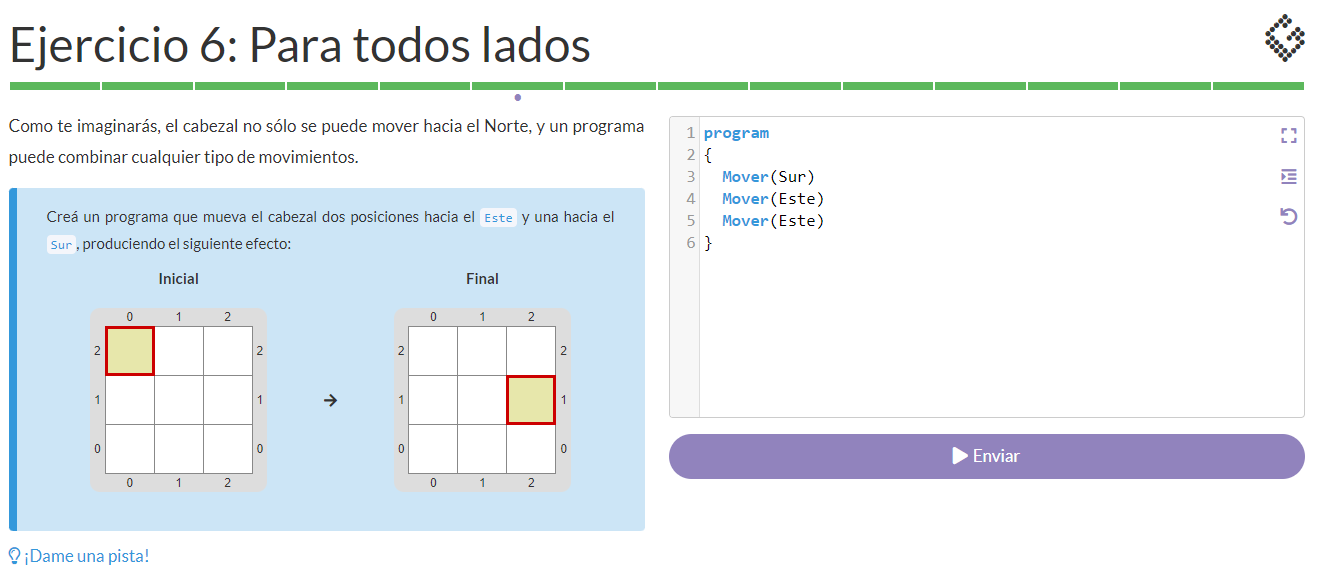 Ejercicio 6: Para todos lados
Como te imaginarás, el cabezal no sólo se puede mover hacia el Norte, y un programa
puede combinar cualquier tipo de movimientos.
Creá un programa que mueva el cabezal dos posiciones hacia el Este y una hacia el
Sur, produciendo el siguiente efecto:
Inicial
0 1 2
2 2
1 1
0 0
0 1 2
Final
0 1 2
2 2
1 1
0 0
0 1 2
¡Dame una pista!
1 program
2 {
3 Mover(Sur)
4 Mover(Este)
5 Mover(Este)
6 }
Enviar